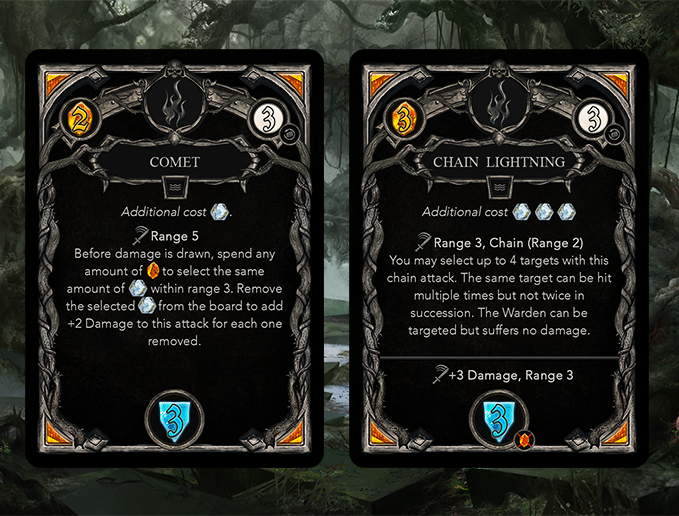 2
3
COMET
Additional cost .
Range 5
Before damage is drawn, spend any
amount of to select the same
amount of within range 3. Remove
the selected from the board to add
+2 Damage to this attack for each one
removed.
3
3
3
CHAIN LIGHTNING
Additional cost
Range 3, Chain (Range 2)
You may select up to 4 targets with this
chain attack. The same target can be hit
multiple times but not twice in
succession. The Warden can be
targeted but suffers no damage.
+3 Damage, Range 3
3